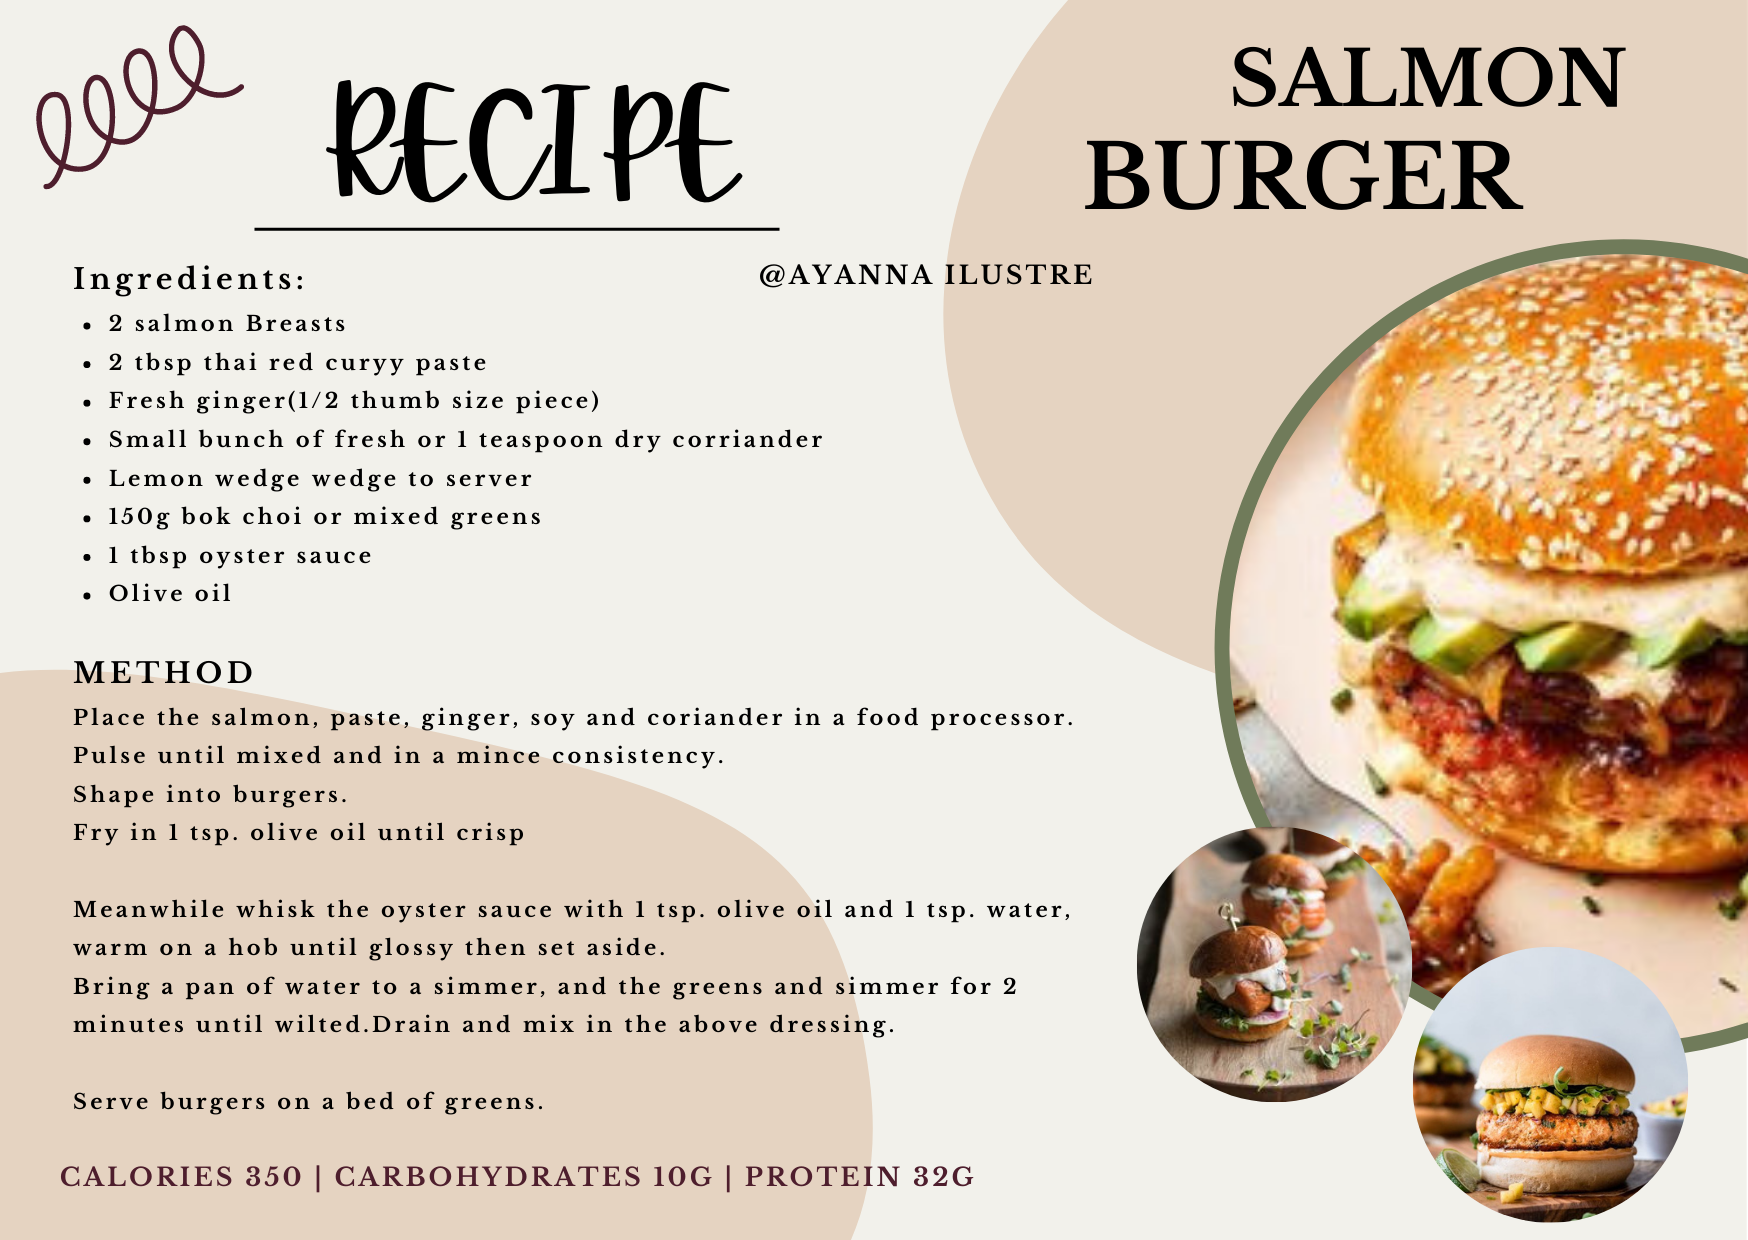 RECIPE
SALMON
BURGER
@AYANNA ILUSTRE
Ingredients:
• 2 salmon Breasts
• 2 tbsp thai red curyy paste
• Fresh ginger(1/2 thumb size piece)
• Small bunch of fresh or 1 teaspoon dry corriander
• Lemon wedge wedge to server
• 150g bok choi or mixed greens
• 1 tbsp oyster sauce
• Olive oil
METHOD
Place the salmon, paste, ginger, soy and coriander in a food processor.
Pulse until mixed and in a mince consistency.
Shape into burgers.
Fry in 1 tsp. olive oil until crisp
Meanwhile whisk the oyster sauce with 1 tsp. olive oil and 1 tsp. water,
warm on a hob until glossy then set aside.
Bring a pan of water to a simmer, and the greens and simmer for 2
minutes until wilted.Drain and mix in the above dressing.
Serve burgers on a bed of greens.
CALORIES 350 | CARBOHYDRATES 10G | PROTEIN 32G